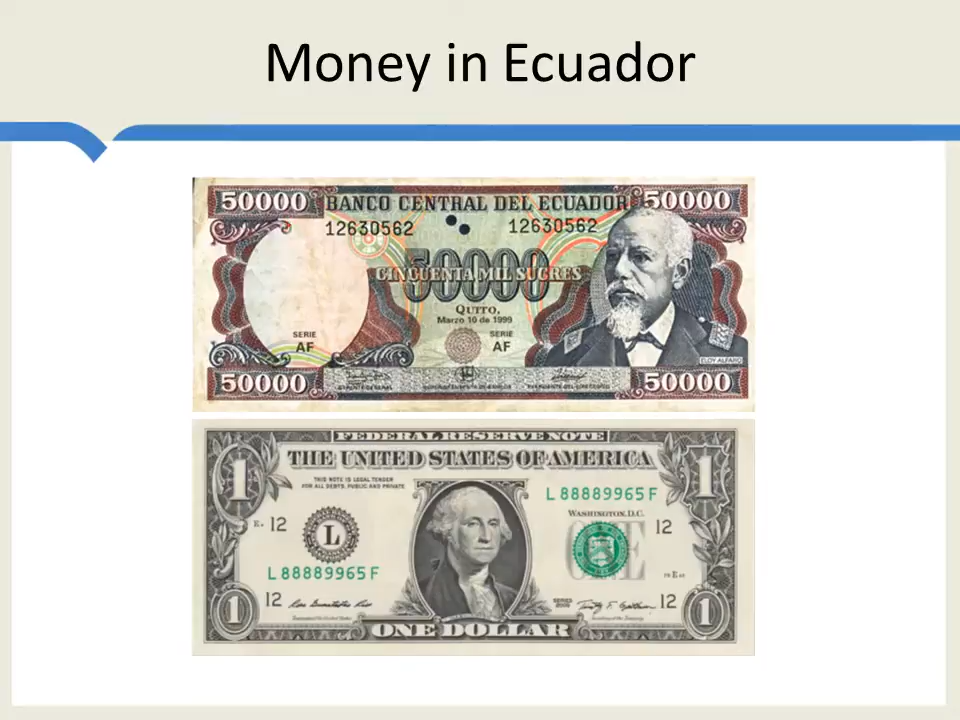 Money in Ecuador
50000 BANCO CENTRAL DEL ECUADOR 50000
12630562 12630562
50000
CINCUENTA MIL SUCRES
QUITO,
Marzo 10 de 1999
SERIE SERIE
AF AF
ELOY ALFARO
50000 50000
FEDERAL RESERVE NOTE
THE UNITED STATES OF AMERICA
1 1
THIS NOTE IS LEGAL TENDER
FOR ALL DEBTS, PUBLIC AND PRIVATE
L 88889965 F
WASHINGTON, D.C.
12 12
L
ONE
L 88889965 F
12 12
SERIES
1 1
ONE DOLLAR